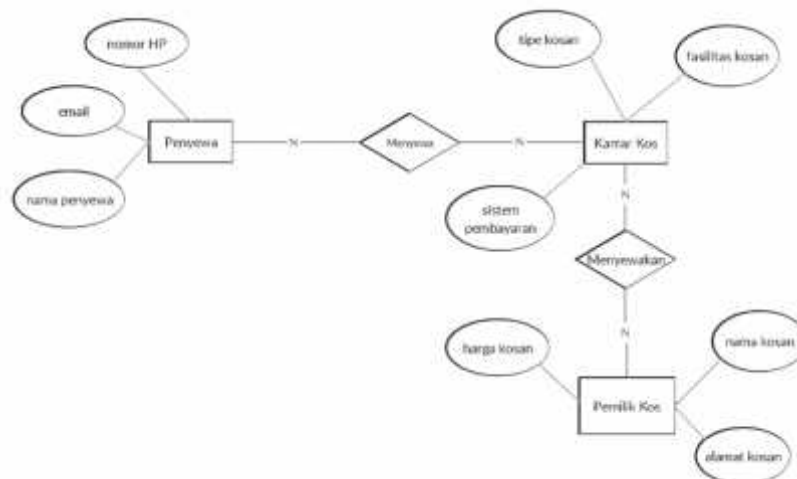 nomor HP
tipe kosan
fasilitas kosan
email
Penyewa
N
Menyewa
N
Kamar Kos
nama penyewa
sistem
pembayaran
N
Menyewakan
N
harga kosan
nama kosan
Pemilik Kos
alamat kosan